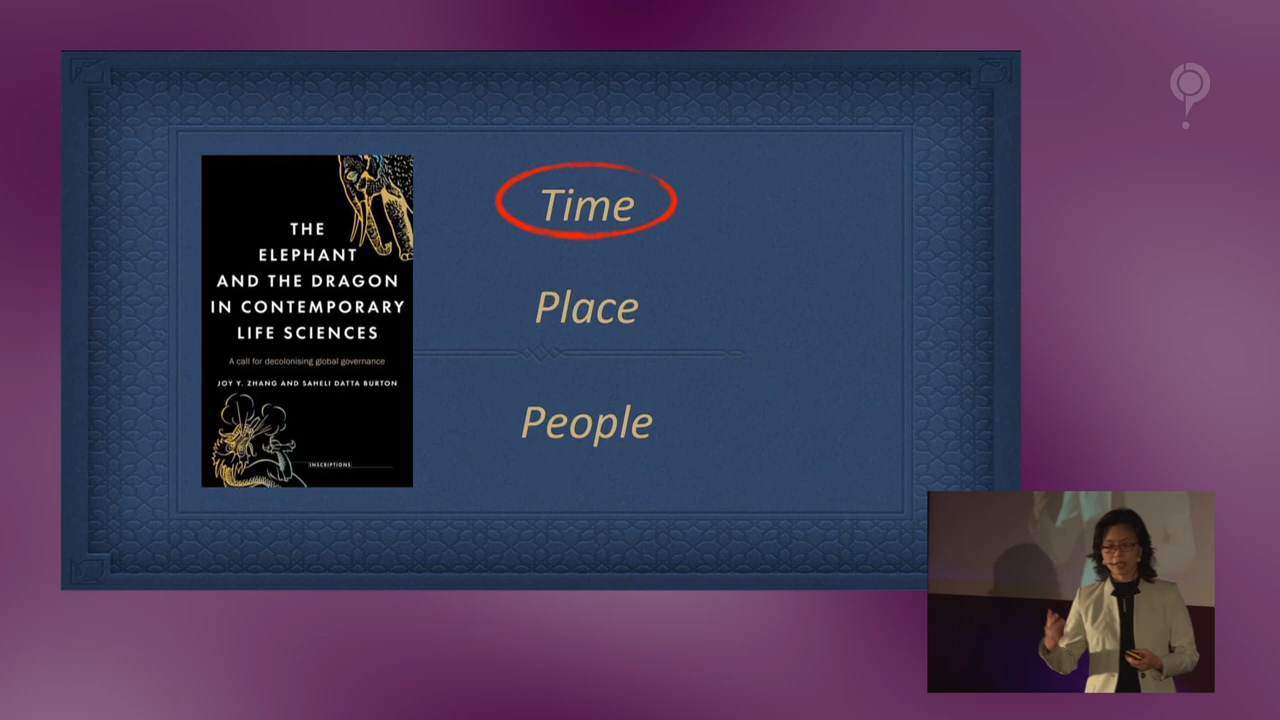 THE
ELEPHANT
AND THE DRAGON
IN CONTEMPORARY
LIFE SCIENCES
A call for decolonising global governance
JOY Y. ZHANG AND SAHELI DATTA BURTON
INSCRIPTIONS
Time
Place
People